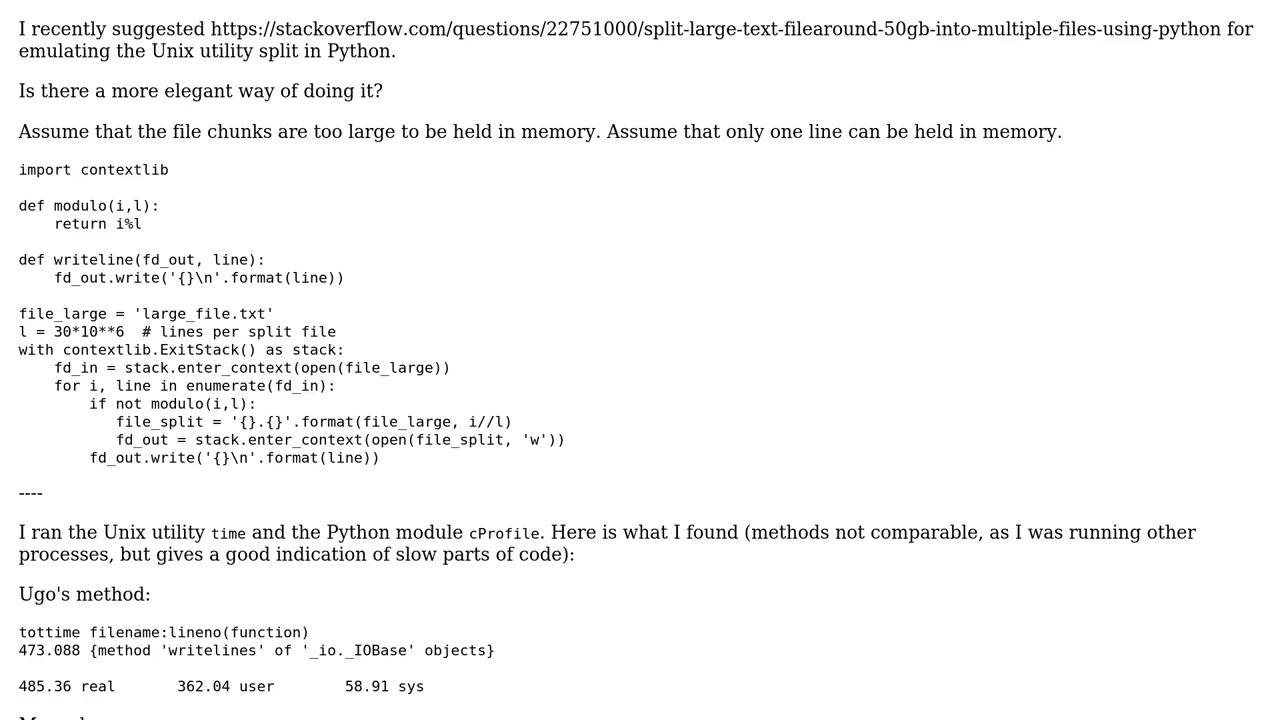 I recently suggested https://stackoverflow.com/questions/22751000/split-large-text-filearound-50gb-into-multiple-files-using-python for
emulating the Unix utility split in Python.
Is there a more elegant way of doing it?
Assume that the file chunks are too large to be held in memory. Assume that only one line can be held in memory.
import contextlib
def modulo(i,l):
    return i%l
def writeline(fd_out, line):
    fd_out.write('{}\n'.format(line))
file_large = 'large_file.txt'
l = 30*10**6  # lines per split file
with contextlib.ExitStack() as stack:
    fd_in = stack.enter_context(open(file_large))
    for i, line in enumerate(fd_in):
        if not modulo(i,l):
           file_split = '{}.{}'.format(file_large, i//l)
           fd_out = stack.enter_context(open(file_split, 'w'))
        fd_out.write('{}\n'.format(line))
----
I ran the Unix utility time and the Python module cProfile. Here is what I found (methods not comparable, as I was running other
processes, but gives a good indication of slow parts of code):
Ugo's method:
tottime filename:lineno(function)
473.088 {method 'writelines' of '_io._IOBase' objects}
485.36 real       362.04 user        58.91 sys